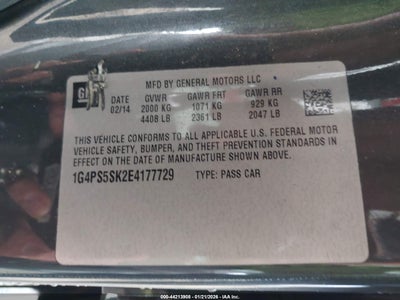 GM
MFD BY GENERAL MOTORS LLC
DATE GVWR GAWR FRT GAWR RR
02/14 2000 KG 1071 KG 929 KG
4408 LB 2361 LB 2047 LB
THIS VEHICLE CONFORMS TO ALL APPLICABLE U.S. FEDERAL MOTOR
VEHICLE SAFETY, BUMPER, AND THEFT PREVENTION STANDARDS IN
EFFECT ON THE DATE OF MANUFACTURE SHOWN ABOVE.
1G4PS5SK2E4177729 TYPE: PASS CAR
000-44213908 - 01/21/2026 - IAA Inc.